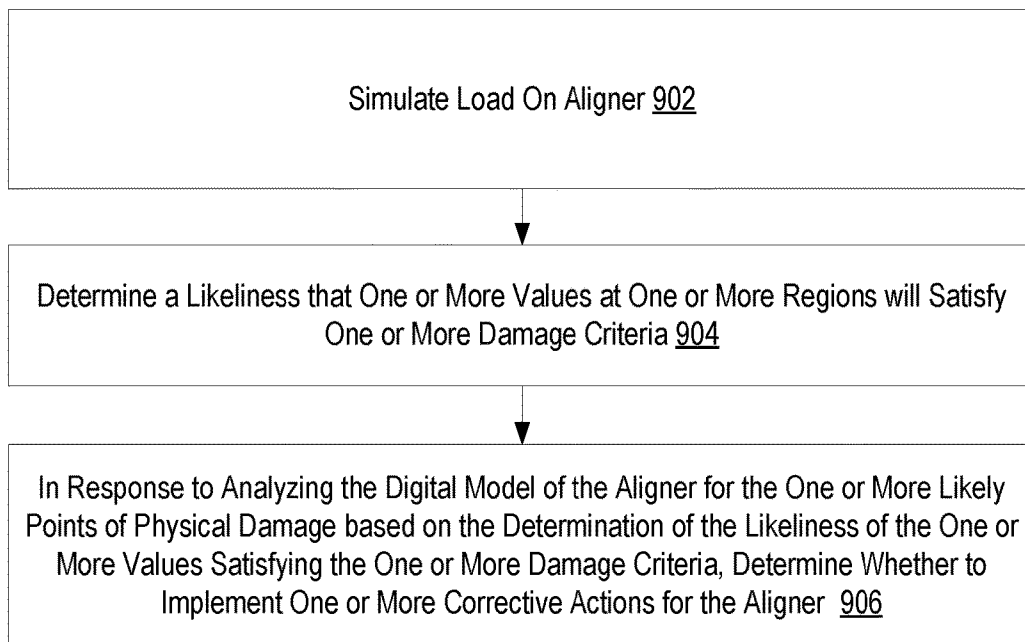 Simulate Load On Aligner 902
Determine a Likeliness that One or More Values at One or More Regions will Satisfy
One or More Damage Criteria 904
In Response to Analyzing the Digital Model of the Aligner for the One or More Likely
Points of Physical Damage based on the Determination of the Likeliness of the One or
More Values Satisfying the One or More Damage Criteria, Determine Whether to
Implement One or More Corrective Actions for the Aligner 906